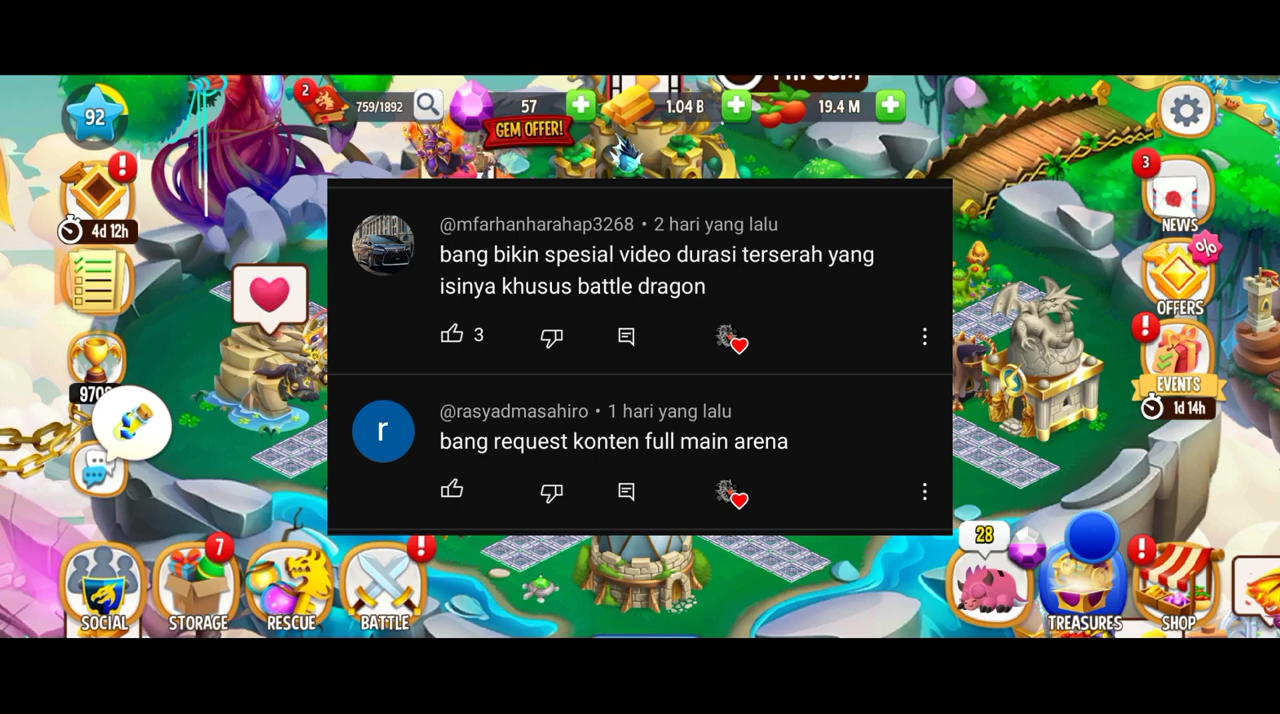 92
2
759/1892
57
1.04 B
19.4 M
GEM OFFER!
3
4d 12h
NEWS
%
@mfarhanharahap3268 • 2 hari yang lalu
bang bikin spesial video durasi terserah yang
isinya khusus battle dragon
3
OFFERS
EVENTS
1d 14h
@rasyadmasahiro • 1 hari yang lalu
r
bang request konten full main arena
7
28
SOCIAL
STORAGE
RESCUE
BATTLE
TREASURES
SHOP